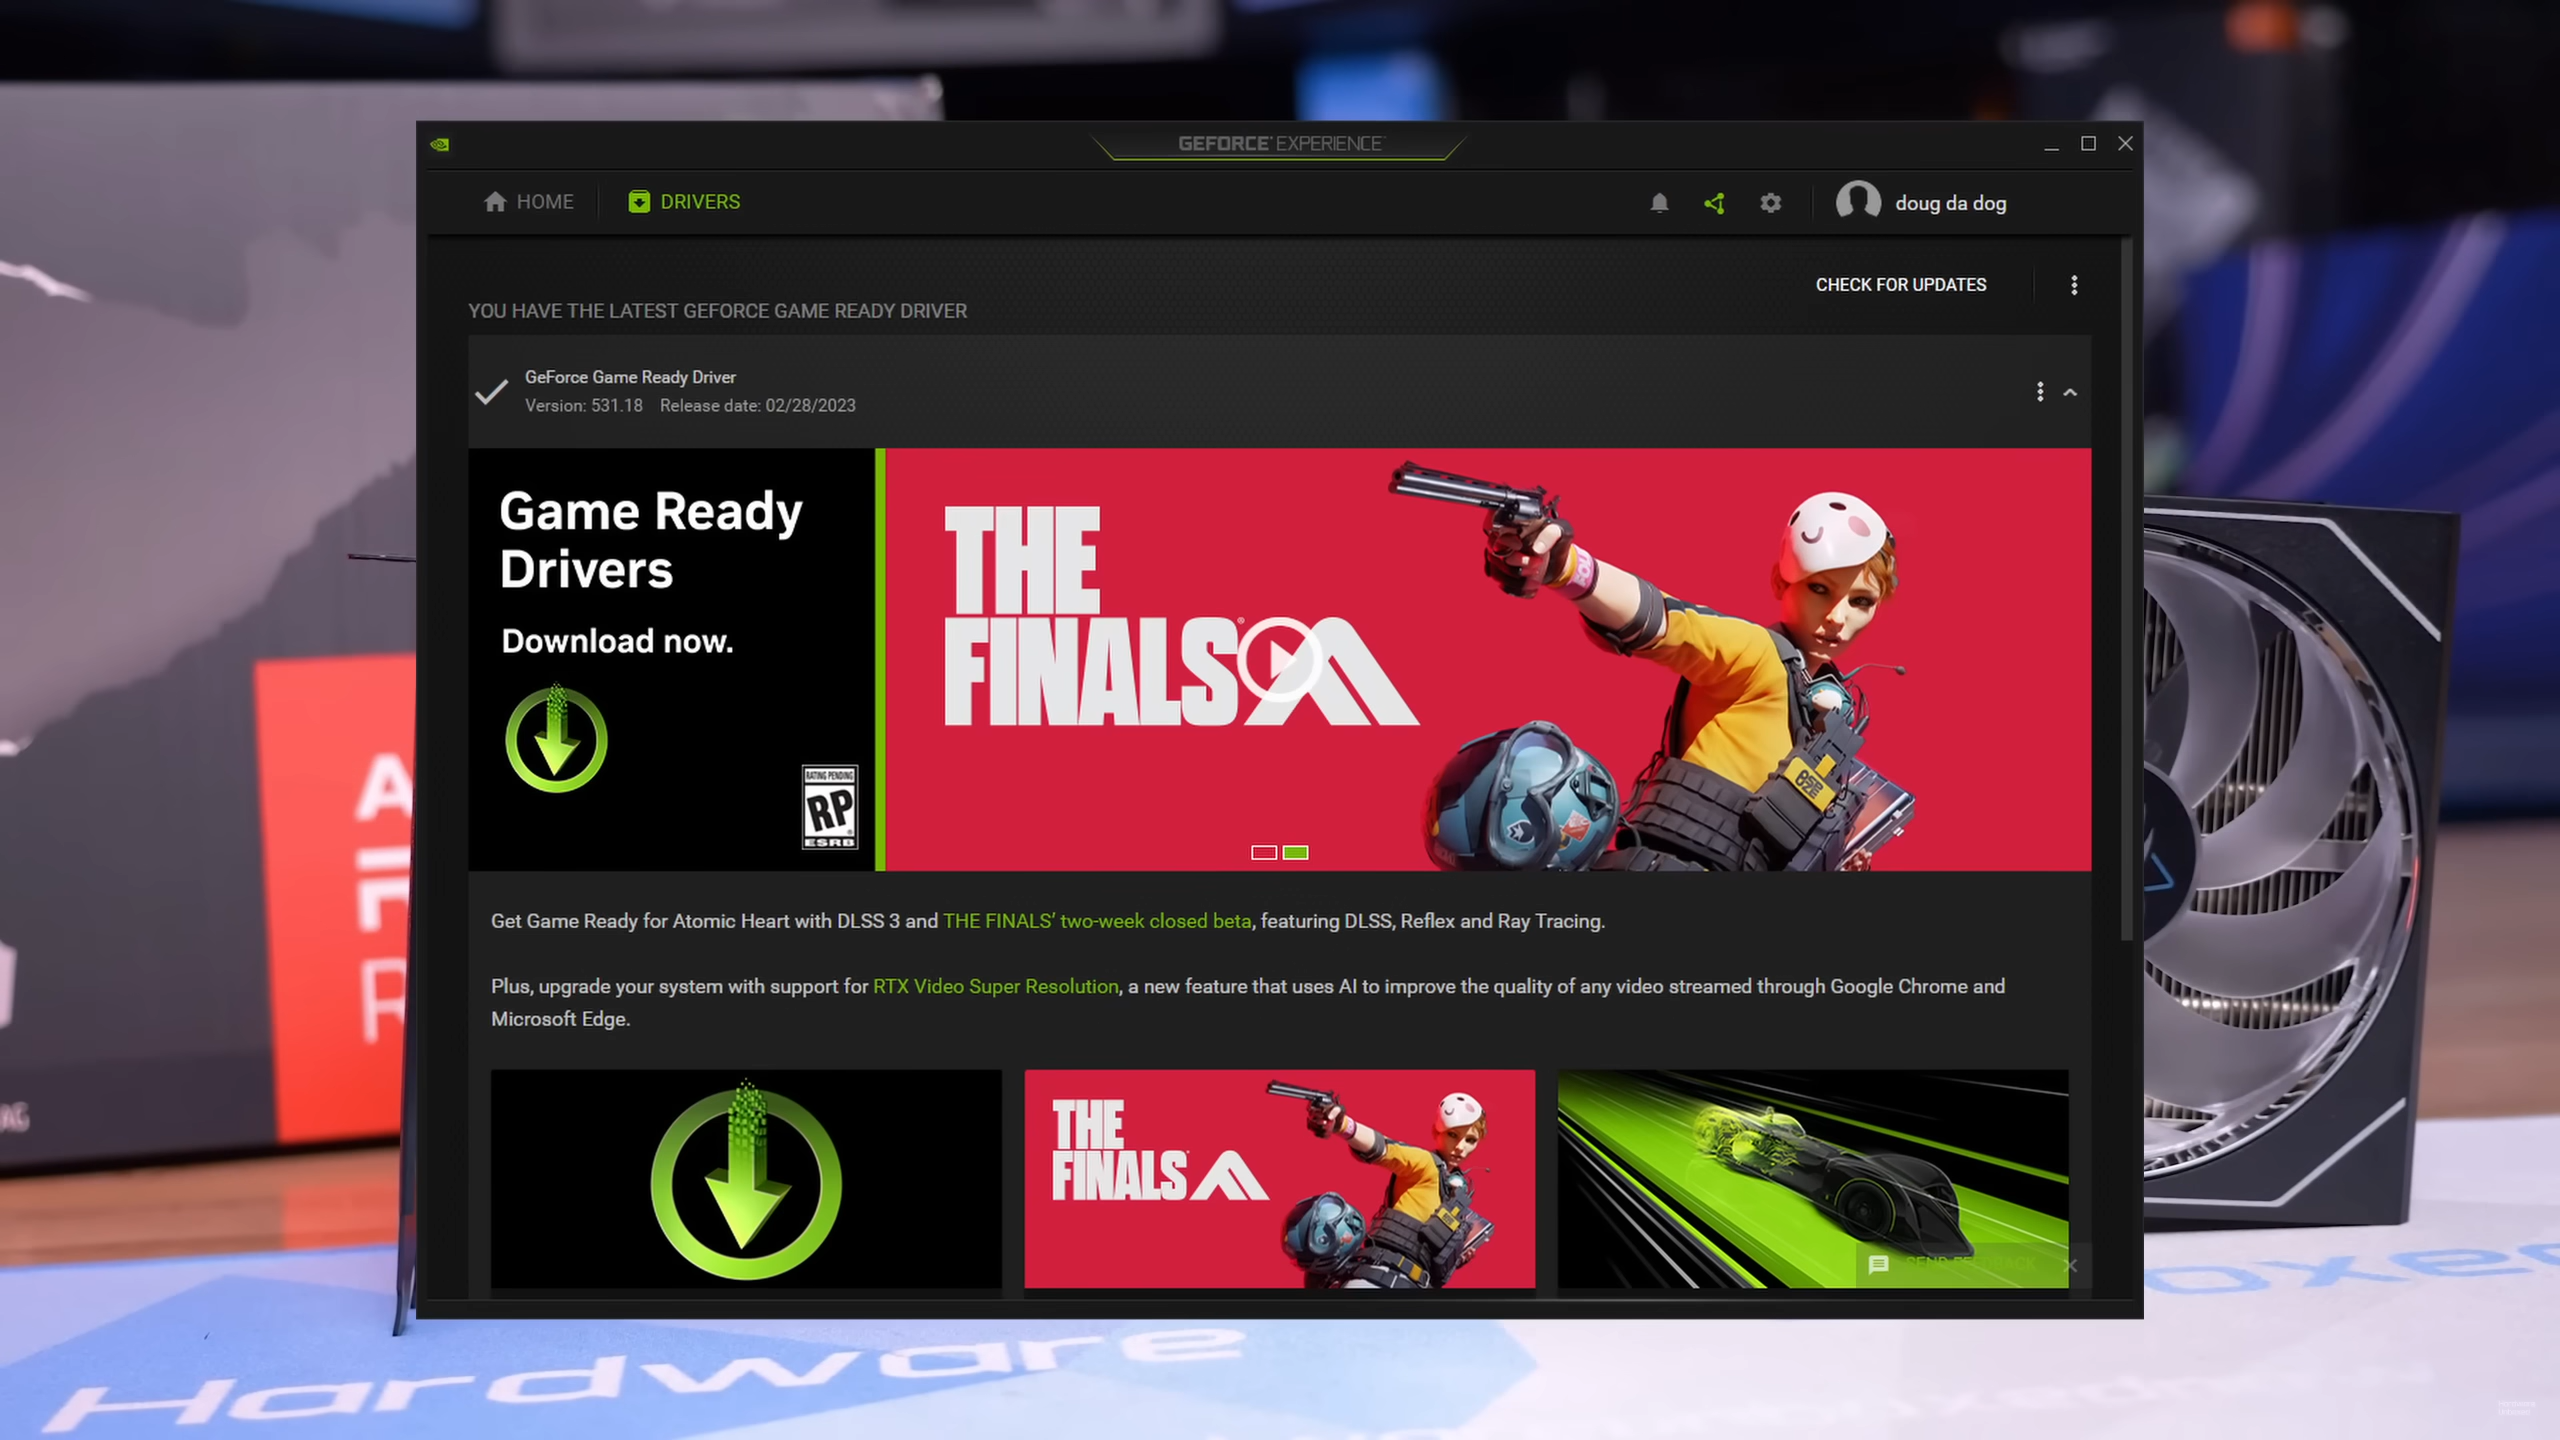 GEFORCE EXPERIENCE
HOME
DRIVERS
doug da dog
CHECK FOR UPDATES
YOU HAVE THE LATEST GEFORCE GAME READY DRIVER
GeForce Game Ready Driver
Version: 531.18 Release date: 02/28/2023
Game Ready
Drivers
Download now.
RATING PENDING
RP
ESRB
THE
FINALS
Get Game Ready for Atomic Heart with DLSS 3 and THE FINALS' two-week closed beta, featuring DLSS, Reflex and Ray Tracing.
Plus, upgrade your system with support for RTX Video Super Resolution, a new feature that uses AI to improve the quality of any video streamed through Google Chrome and
Microsoft Edge.
THE
FINALS
SEND FEEDBACK
Hardware